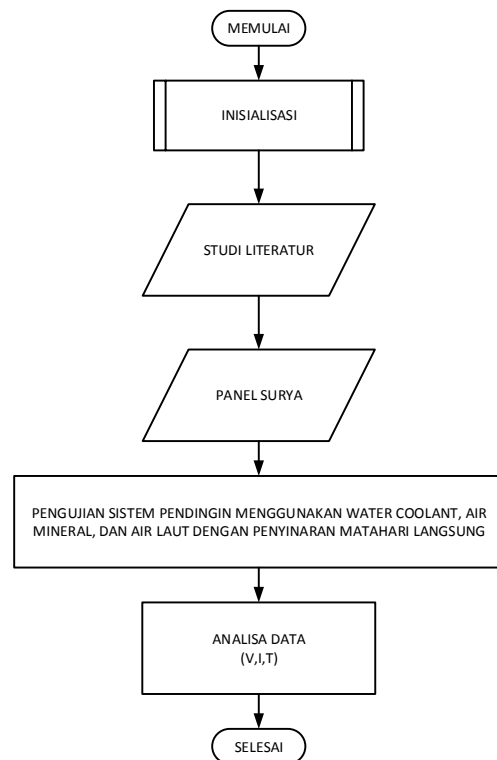 MEMULAI
INISIALISASI
STUDI LITERATUR
PANEL SURYA
PENGUJIAN SISTEM PENDINGIN MENGGUNAKAN WATER COOLANT, AIR
MINERAL, DAN AIR LAUT DENGAN PENYINARAN MATAHARI LANGSUNG
ANALISA DATA
(V,I,T)
SELESAI